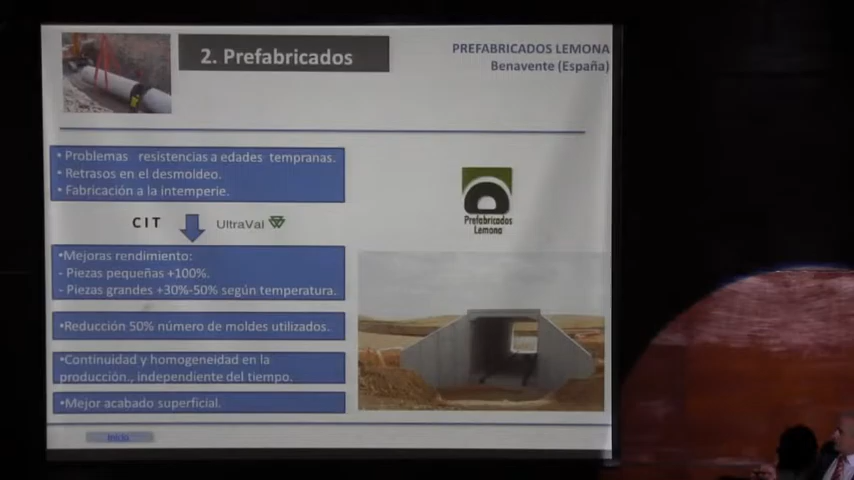 2. Prefabricados
PREFABRICADOS LEMONA
Benavente (España)
• Problemas resistencias a edades tempranas.
• Retrasos en el desmoldeo.
• Fabricación a la intemperie.
CIT
UltraVal
•Mejoras rendimiento:
- Piezas pequeñas +100%.
- Piezas grandes +30%-50% según temperatura.
•Reducción 50% número de moldes utilizados.
•Continuidad y homogeneidad en la
producción., independiente del tiempo.
•Mejor acabado superficial.
Prefabricados
Lemona
Inicio